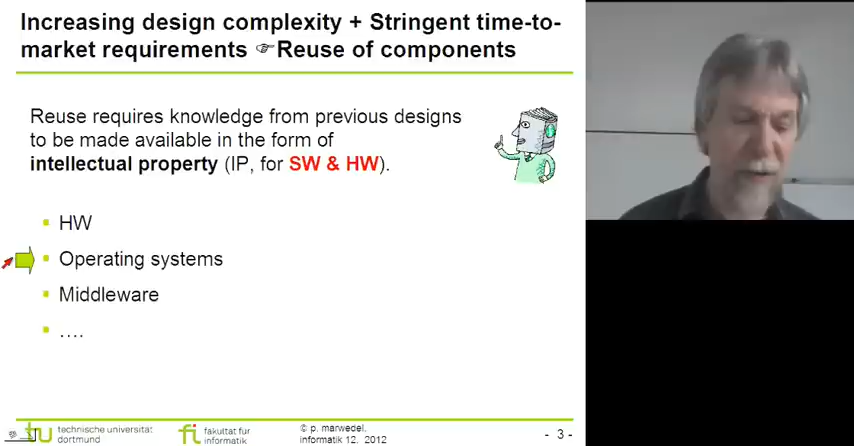 Increasing design complexity + Stringent time-to-
market requirements ☞Reuse of components
Reuse requires knowledge from previous designs
to be made available in the form of
intellectual property (IP, for SW & HW).
HW
Operating systems
Middleware
….
technische universität
dortmund
fakultät für
informatik
© p. marwedel,
informatik 12, 2012
- 3 -